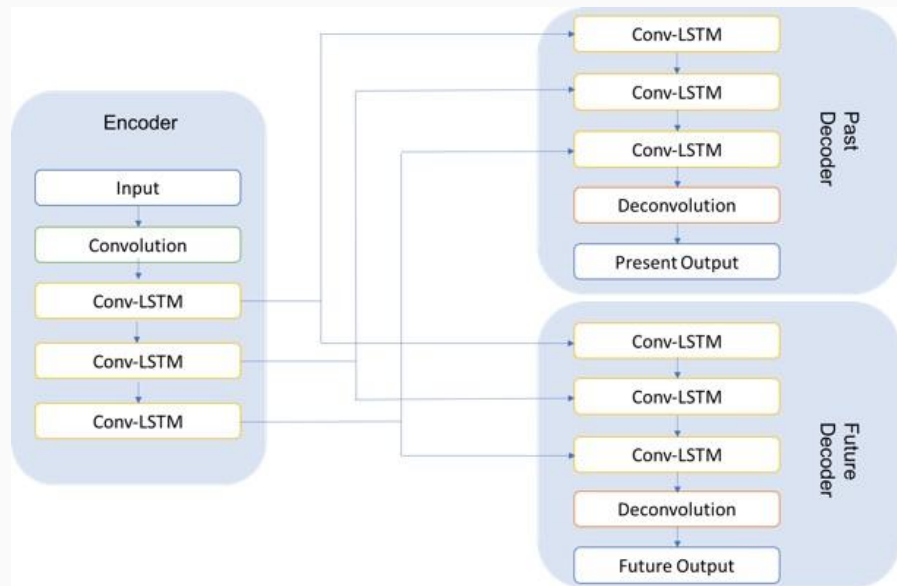 Encoder
Input
Convolution
Conv-LSTM
Conv-LSTM
Conv-LSTM
Conv-LSTM
Conv-LSTM
Conv-LSTM
Deconvolution
Present Output
Past
Decoder
Conv-LSTM
Conv-LSTM
Conv-LSTM
Deconvolution
Future Output
Future
Decoder